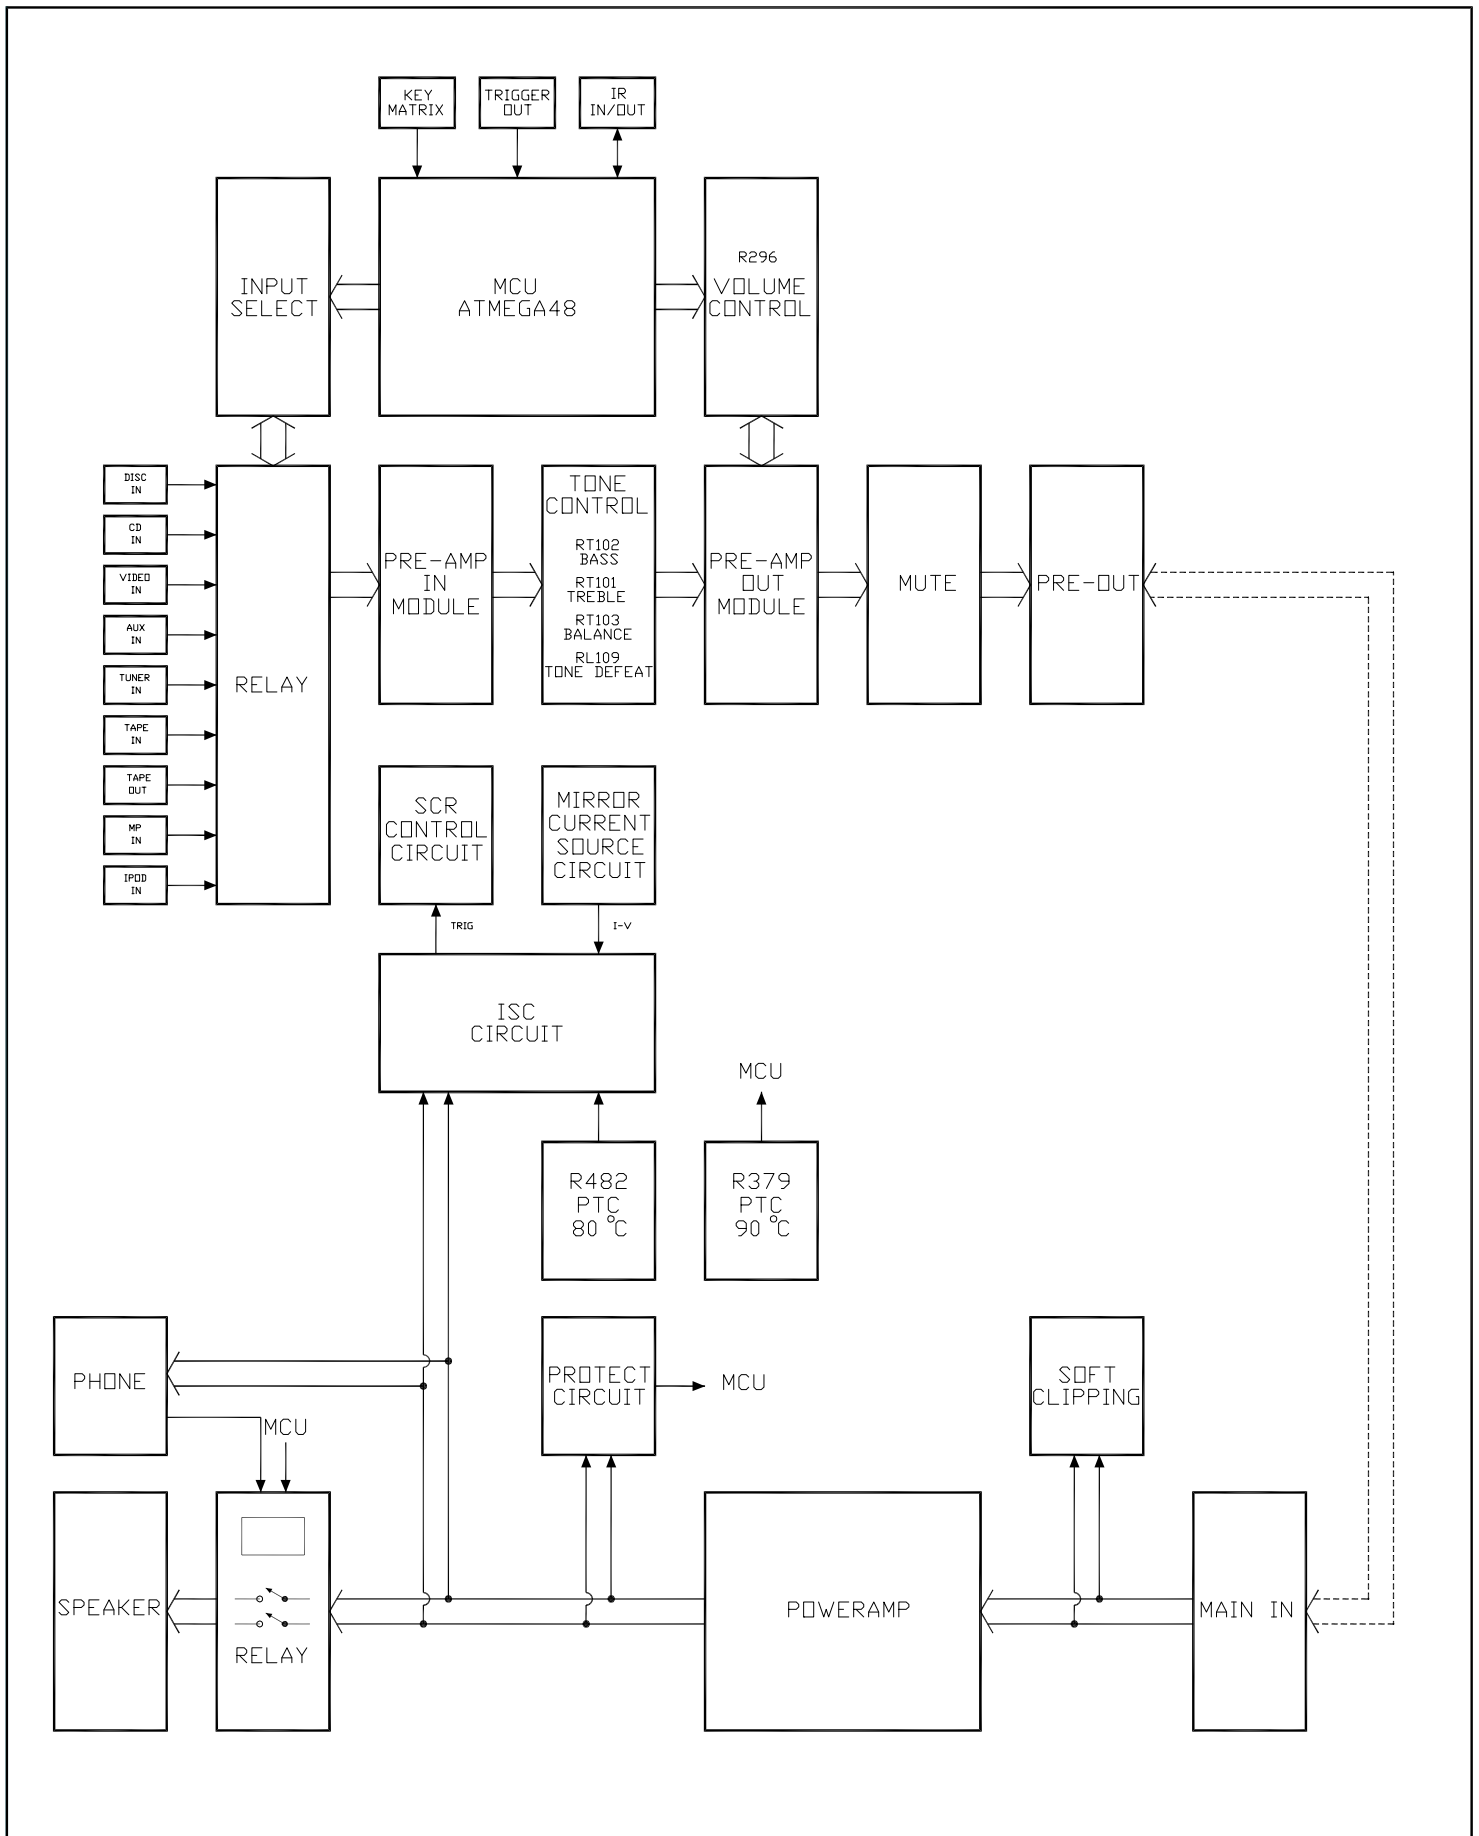 KEY
MATRIX
TRIGGER
OUT
IR
IN/OUT
INPUT
SELECT
MCU
ATMEGA48
R296
VOLUME
CONTROL
DISC
IN
CD
IN
VIDEO
IN
AUX
IN
TUNER
IN
TAPE
IN
TAPE
OUT
MP
IN
IPOD
IN
RELAY
PRE-AMP
IN
MODULE
TONE
CONTROL
RT102
BASS
RT101
TREBLE
RT103
BALANCE
RL109
TONE DEFEAT
PRE-AMP
OUT
MODULE
MUTE
PRE-OUT
SCR
CONTROL
CIRCUIT
MIRROR
CURRENT
SOURCE
CIRCUIT
TRIG
I-V
ISC
CIRCUIT
MCU
R482
PTC
80 °C
R379
PTC
90 °C
PHONE
MCU
PROTECT
CIRCUIT
MCU
SOFT
CLIPPING
SPEAKER
RELAY
POWERAMP
MAIN IN